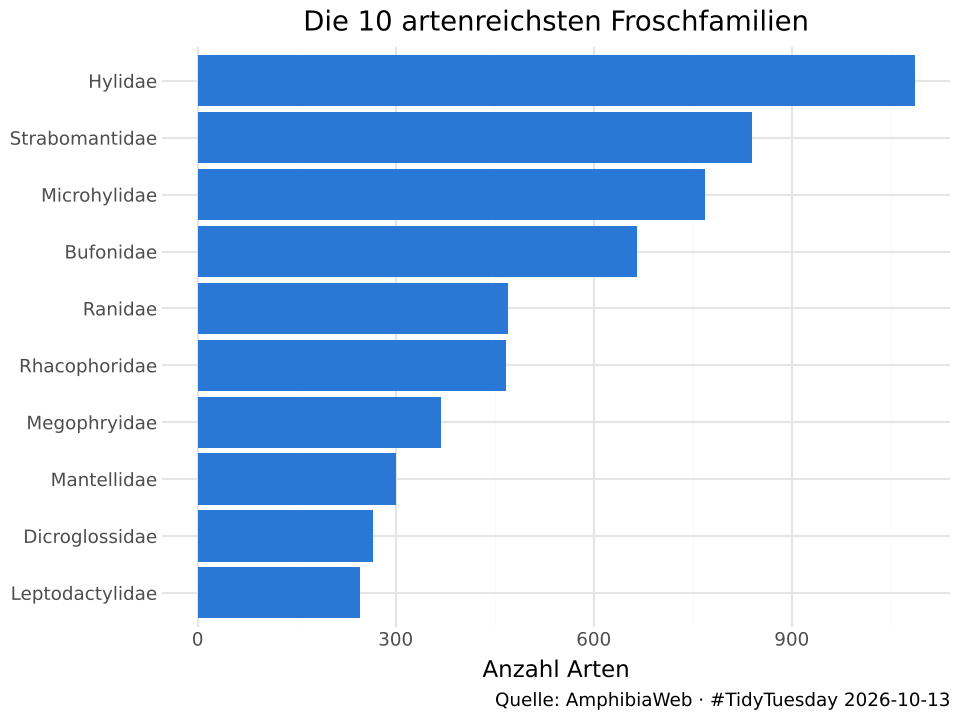 Die 10 artenreichsten Froschfamilien
Hylidae
Strabomantidae
Microhylidae
Bufonidae
Ranidae
Rhacophoridae
Megophryidae
Mantellidae
Dicroglossidae
Leptodactylidae
0 300 600 900
Anzahl Arten
Quelle: AmphibiaWeb · #TidyTuesday 2026-10-13